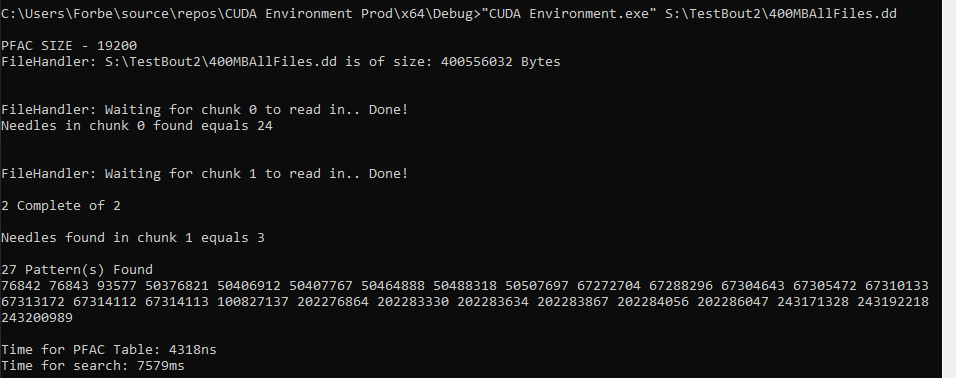 C:\Users\Forbe\source\repos\CUDA Environment Prod\x64\Debug>"CUDA Environment.exe" S:\TestBout2\400MBAllFiles.dd
PFAC SIZE - 19200
FileHandler: S:\TestBout2\400MBAllFiles.dd is of size: 400556032 Bytes
FileHandler: Waiting for chunk 0 to read in.. Done!
Needles in chunk 0 found equals 24
FileHandler: Waiting for chunk 1 to read in.. Done!
2 Complete of 2
Needles found in chunk 1 equals 3
27 Pattern(s) Found
76842 76843 93577 50376821 50406912 50407767 50464888 50488318 50507697 67272704 67288296 67304643 67305472 67310133
67313172 67314112 67314113 100827137 202276864 202283330 202283634 202283867 202284056 202286047 243171328 243192218
243200989
Time for PFAC Table: 4318ns
Time for search: 7579ms